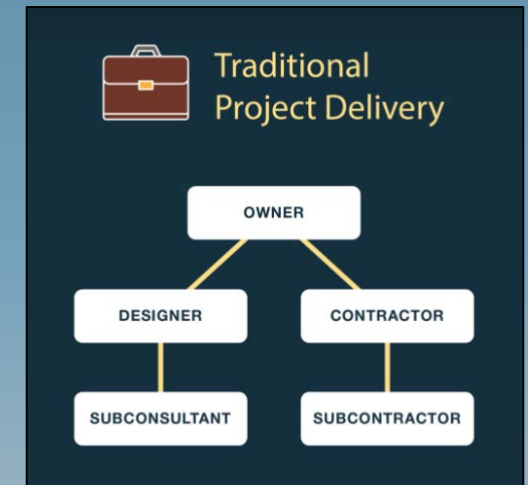 Traditional
Project Delivery
OWNER
DESIGNER
CONTRACTOR
SUBCONSULTANT
SUBCONTRACTOR